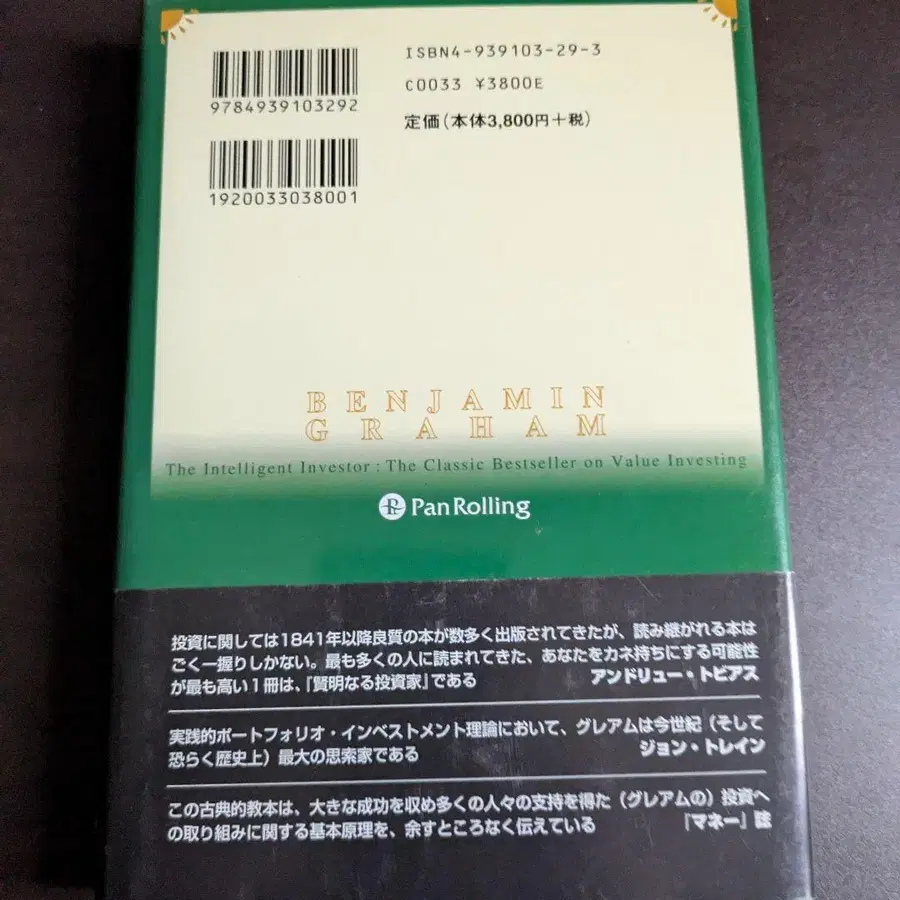 ISBN4-939103-29-3
C0033 ¥3800E
定価(本体3,800円+税)
9784939103292
1920033038001
BENJAMIN
GRAHAM
The Intelligent Investor : The Classic Bestseller on Value Investing
PanRolling
投資に関しては1841年以降良質の本が数多く出版されてきたが、読み継がれる本は
ごく一握りしかない。最も多くの人に読まれてきた、あなたをカネ持ちにする可能性
が最も高い1冊は、『賢明なる投資家』である アンドリュー・トビアス
実践的ポートフォリオ・インベストメント理論において、グレアムは今世紀(そして
恐らく歴史上)最大の思索家である ジョン・トレイン
この古典的教本は、大きな成功を収め多くの人々の支持を得た(グレアムの)投資へ
の取り組みに関する基本原理を、余すところなく伝えている 『マネー』誌